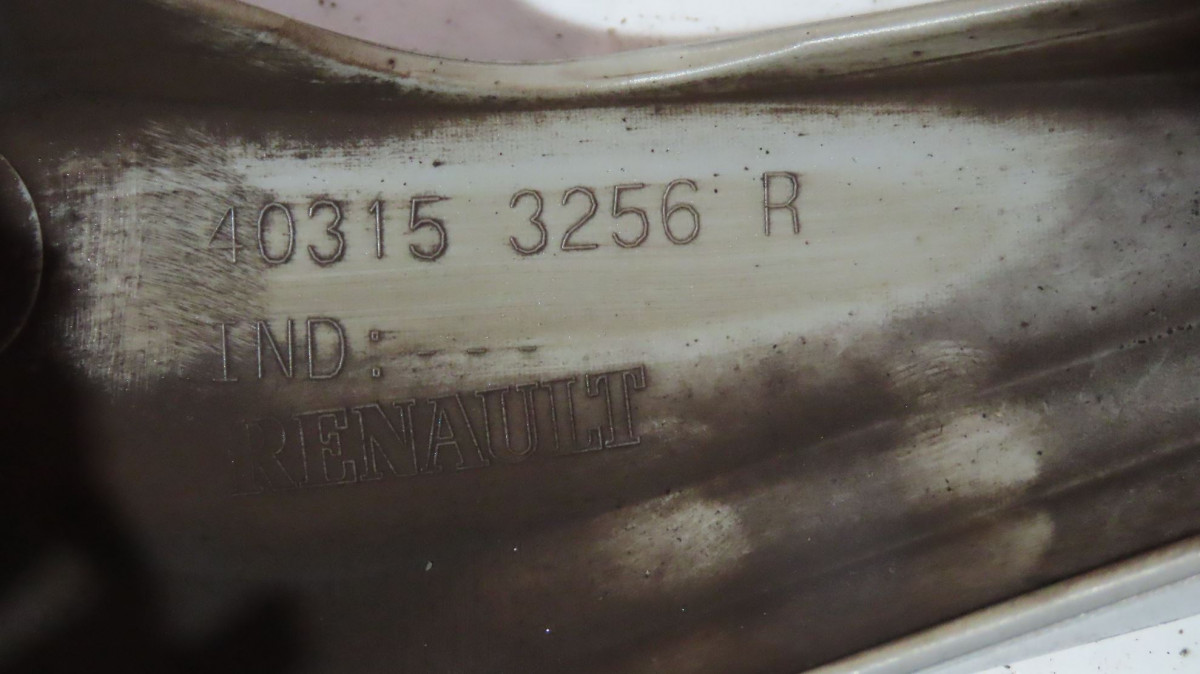 40315 3256 R
IND:---
RENAULT